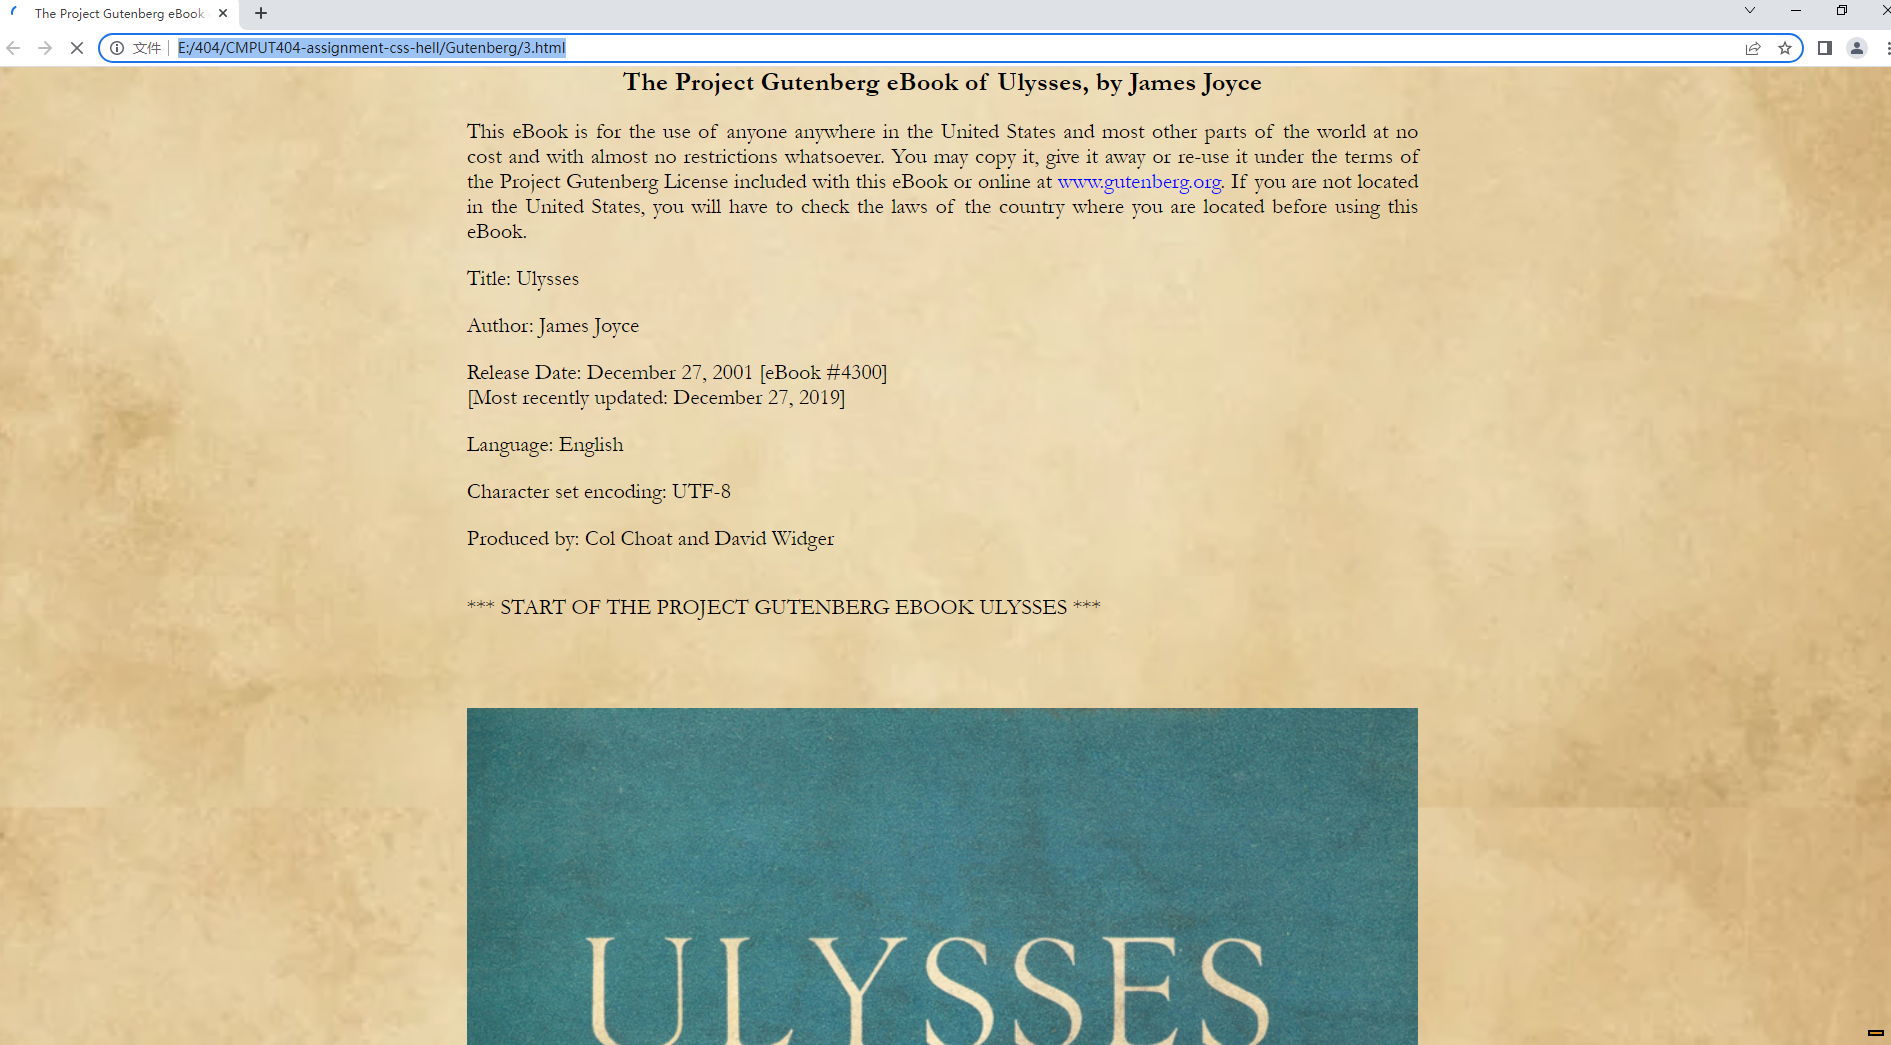 The Project Gutenberg eBook
文件
E:/404/CMPUT404-assignment-css-hell/Gutenberg/3.html
The Project Gutenberg eBook of Ulysses, by James Joyce
This eBook is for the use of anyone anywhere in the United States and most other parts of the world at no
cost and with almost no restrictions whatsoever. You may copy it, give it away or re-use it under the terms of
the Project Gutenberg License included with this eBook or online at www.gutenberg.org. If you are not located
in the United States, you will have to check the laws of the country where you are located before using this
eBook.
Title: Ulysses
Author: James Joyce
Release Date: December 27, 2001 [eBook #4300]
[Most recently updated: December 27, 2019]
Language: English
Character set encoding: UTF-8
Produced by: Col Choat and David Widger
*** START OF THE PROJECT GUTENBERG EBOOK ULYSSES ***
ULYSSES